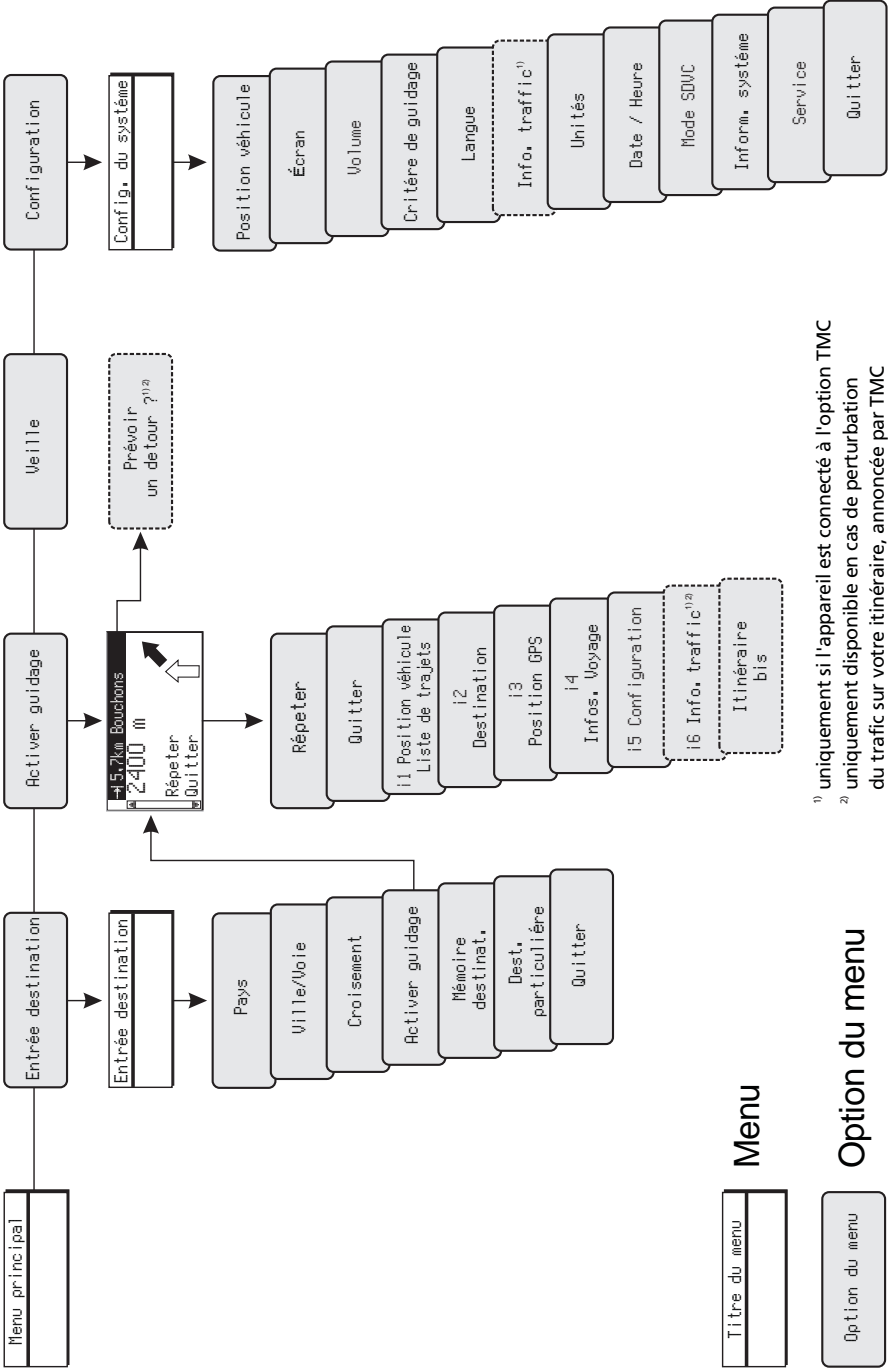 Menu principal
Entrée destination
Activer guidage
Veille
Configuration
Entrée destination
→ 5.7km Bouchons
2400 m
Répeter
Quitter
Prévoir
un detour ?1) 2)
Config. du système
Pays
Ville/Voie
Croisement
Activer guidage
Mémoire
destinat.
Dest.
particulière
Quitter
Répeter
Quitter
i1 Position véhicule
Liste de trajets
i2
Destination
i3
Position GPS
i4
Infos. Voyage
i5 Configuration
i6 Info. traffic1) 2)
Itinéraire
bis
Position véhicule
Écran
Volume
Critère de guidage
Langue
Info. traffic1)
Unités
Date / Heure
Mode SDVC
Inform. système
Service
Quitter
Titre du menu
Menu
Option du menu
Option du menu
1) uniquement si l'appareil est connecté à l'option TMC
2) uniquement disponible en cas de perturbation
du trafic sur votre itinéraire, annoncée par TMC